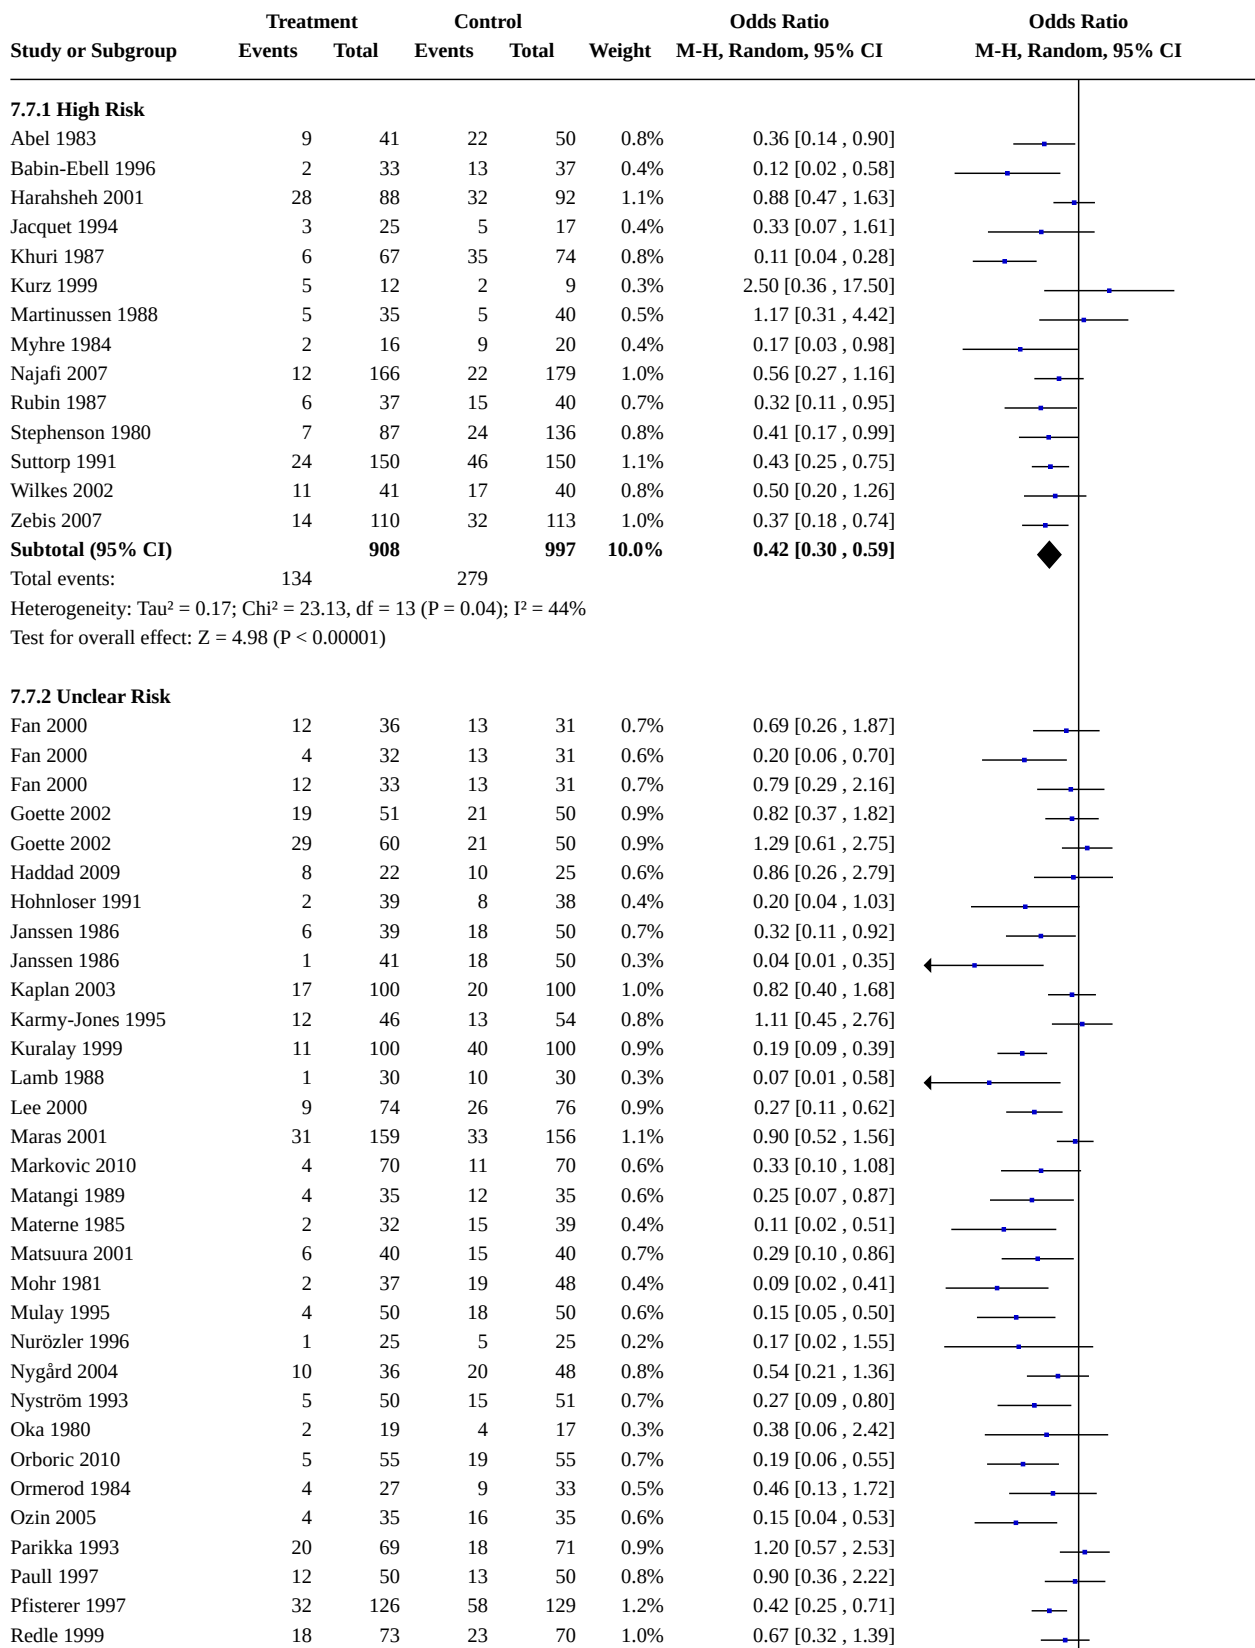 Treatment Control Odds Ratio Odds Ratio
Study or Subgroup Events Total Events Total Weight M-H, Random, 95% CI M-H, Random, 95% CI
7.7.1 High Risk
Abel 1983 9 41 22 50 0.8% 0.36 [0.14 , 0.90]
Babin-Ebell 1996 2 33 13 37 0.4% 0.12 [0.02 , 0.58]
Harahsheh 2001 28 88 32 92 1.1% 0.88 [0.47 , 1.63]
Jacquet 1994 3 25 5 17 0.4% 0.33 [0.07 , 1.61]
Khuri 1987 6 67 35 74 0.8% 0.11 [0.04 , 0.28]
Kurz 1999 5 12 2 9 0.3% 2.50 [0.36 , 17.50]
Martinussen 1988 5 35 5 40 0.5% 1.17 [0.31 , 4.42]
Myhre 1984 2 16 9 20 0.4% 0.17 [0.03 , 0.98]
Najafi 2007 12 166 22 179 1.0% 0.56 [0.27 , 1.16]
Rubin 1987 6 37 15 40 0.7% 0.32 [0.11 , 0.95]
Stephenson 1980 7 87 24 136 0.8% 0.41 [0.17 , 0.99]
Suttorp 1991 24 150 46 150 1.1% 0.43 [0.25 , 0.75]
Wilkes 2002 11 41 17 40 0.8% 0.50 [0.20 , 1.26]
Zebis 2007 14 110 32 113 1.0% 0.37 [0.18 , 0.74]
Subtotal (95% CI) 908 997 10.0% 0.42 [0.30 , 0.59]
Total events: 134 279
Heterogeneity: Tau² = 0.17; Chi² = 23.13, df = 13 (P = 0.04); I² = 44%
Test for overall effect: Z = 4.98 (P < 0.00001)
7.7.2 Unclear Risk
Fan 2000 12 36 13 31 0.7% 0.69 [0.26 , 1.87]
Fan 2000 4 32 13 31 0.6% 0.20 [0.06 , 0.70]
Fan 2000 12 33 13 31 0.7% 0.79 [0.29 , 2.16]
Goette 2002 19 51 21 50 0.9% 0.82 [0.37 , 1.82]
Goette 2002 29 60 21 50 0.9% 1.29 [0.61 , 2.75]
Haddad 2009 8 22 10 25 0.6% 0.86 [0.26 , 2.79]
Hohnloser 1991 2 39 8 38 0.4% 0.20 [0.04 , 1.03]
Janssen 1986 6 39 18 50 0.7% 0.32 [0.11 , 0.92]
Janssen 1986 1 41 18 50 0.3% 0.04 [0.01 , 0.35]
Kaplan 2003 17 100 20 100 1.0% 0.82 [0.40 , 1.68]
Karmy-Jones 1995 12 46 13 54 0.8% 1.11 [0.45 , 2.76]
Kuralay 1999 11 100 40 100 0.9% 0.19 [0.09 , 0.39]
Lamb 1988 1 30 10 30 0.3% 0.07 [0.01 , 0.58]
Lee 2000 9 74 26 76 0.9% 0.27 [0.11 , 0.62]
Maras 2001 31 159 33 156 1.1% 0.90 [0.52 , 1.56]
Markovic 2010 4 70 11 70 0.6% 0.33 [0.10 , 1.08]
Matangi 1989 4 35 12 35 0.6% 0.25 [0.07 , 0.87]
Materne 1985 2 32 15 39 0.4% 0.11 [0.02 , 0.51]
Matsuura 2001 6 40 15 40 0.7% 0.29 [0.10 , 0.86]
Mohr 1981 2 37 19 48 0.4% 0.09 [0.02 , 0.41]
Mulay 1995 4 50 18 50 0.6% 0.15 [0.05 , 0.50]
Nurözler 1996 1 25 5 25 0.2% 0.17 [0.02 , 1.55]
Nygård 2004 10 36 20 48 0.8% 0.54 [0.21 , 1.36]
Nyström 1993 5 50 15 51 0.7% 0.27 [0.09 , 0.80]
Oka 1980 2 19 4 17 0.3% 0.38 [0.06 , 2.42]
Orboric 2010 5 55 19 55 0.7% 0.19 [0.06 , 0.55]
Ormerod 1984 4 27 9 33 0.5% 0.46 [0.13 , 1.72]
Ozin 2005 4 35 16 35 0.6% 0.15 [0.04 , 0.53]
Parikka 1993 20 69 18 71 0.9% 1.20 [0.57 , 2.53]
Paull 1997 12 50 13 50 0.8% 0.90 [0.36 , 2.22]
Pfisterer 1997 32 126 58 129 1.2% 0.42 [0.25 , 0.71]
Redle 1999 18 73 23 70 1.0% 0.67 [0.32 , 1.39]